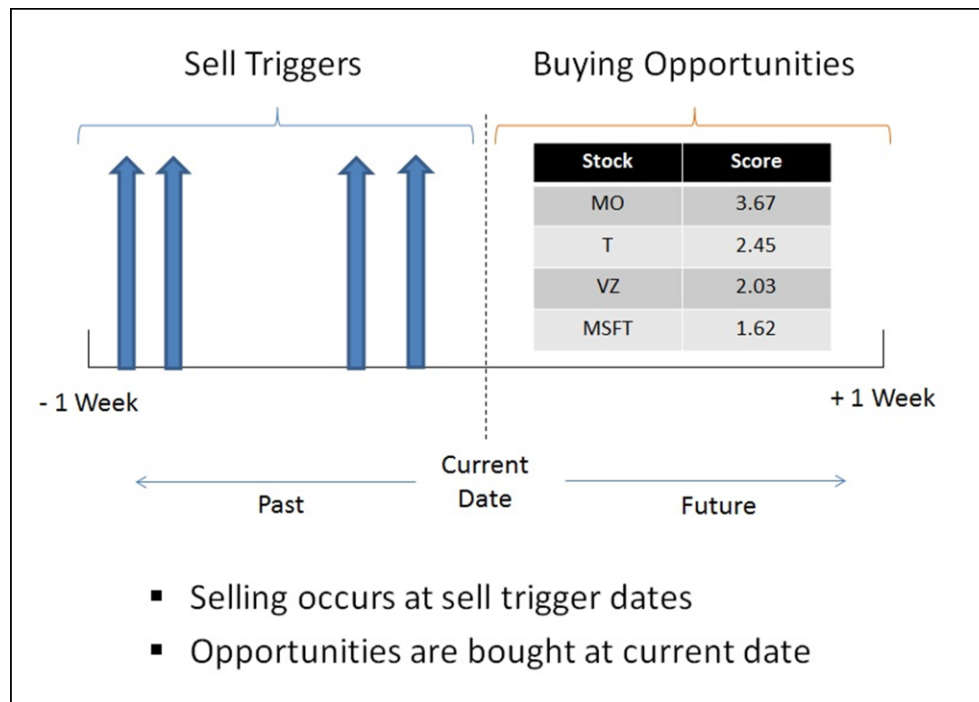 Sell Triggers
Buying Opportunities
Stock Score
MO 3.67
T 2.45
VZ 2.03
MSFT 1.62
- 1 Week
+ 1 Week
Current
Date
Past
Future
▪ Selling occurs at sell trigger dates
▪ Opportunities are bought at current date